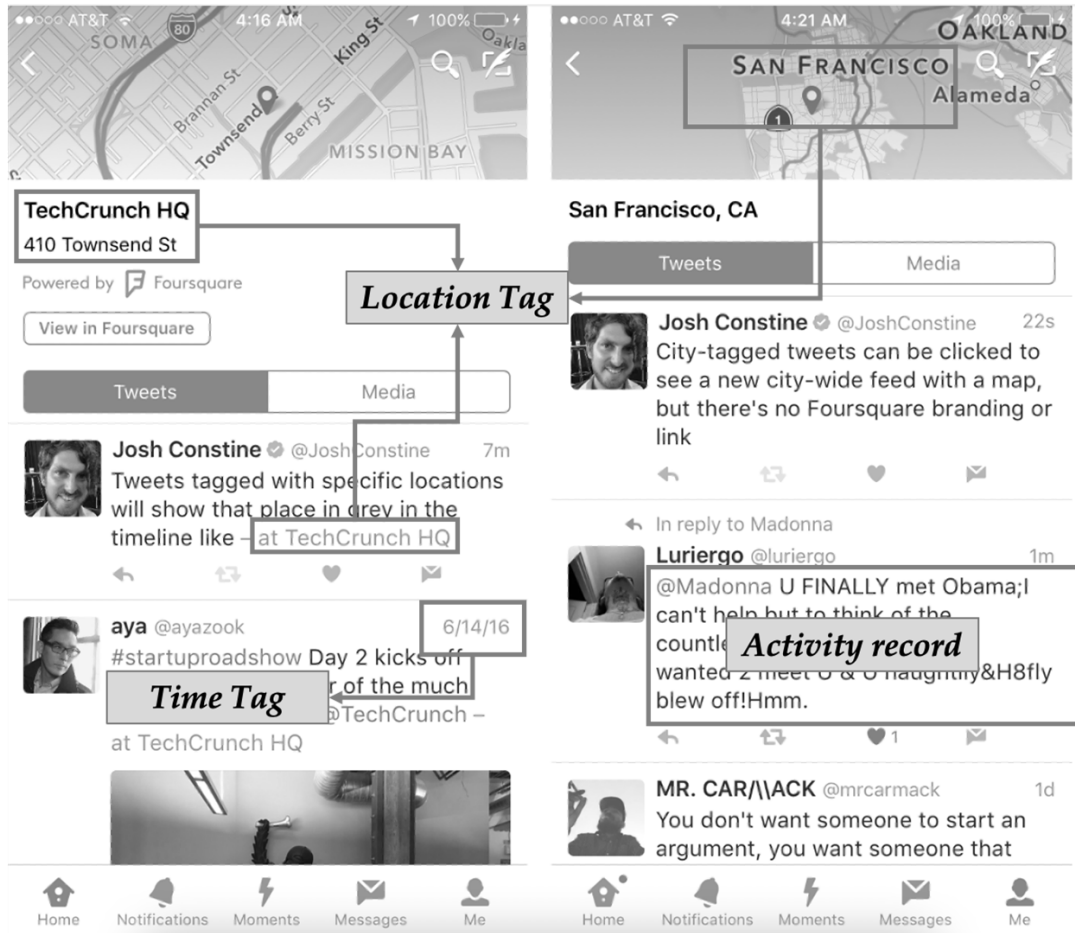 AT&T 4:16 AM 100%
SOMA
80
King St
Brannan St
Townsend
Berry St
MISSION BAY
TechCrunch HQ
410 Townsend St
Powered by Foursquare
View in Foursquare
Tweets Media
Josh Constine @JoshConstine 7m
Tweets tagged with specific locations
will show that place in grey in the
timeline like – at TechCrunch HQ
aya @ayazook 6/14/16
#startuproadshow Day 2 kicks off
of the much
@TechCrunch –
at TechCrunch HQ
Time Tag
Home Notifications Moments Messages Me
Location Tag
AT&T 4:21 AM 100%
OAKLAND
SAN FRANCISCO
Alameda
1
San Francisco, CA
Tweets Media
Josh Constine @JoshConstine 22s
City-tagged tweets can be clicked to
see a new city-wide feed with a map,
but there's no Foursquare branding or
link
In reply to Madonna
Luriergo @luriergo 1m
@Madonna U FINALLY met Obama;I
can't help but to think of the
wanted 2 meet U & U naughtily&H8fly
blew off!Hmm.
Activity record
1
MR. CAR/\\ACK @mrcarmack 1d
You don't want someone to start an
argument, you want someone that
Home Notifications Moments Messages Me